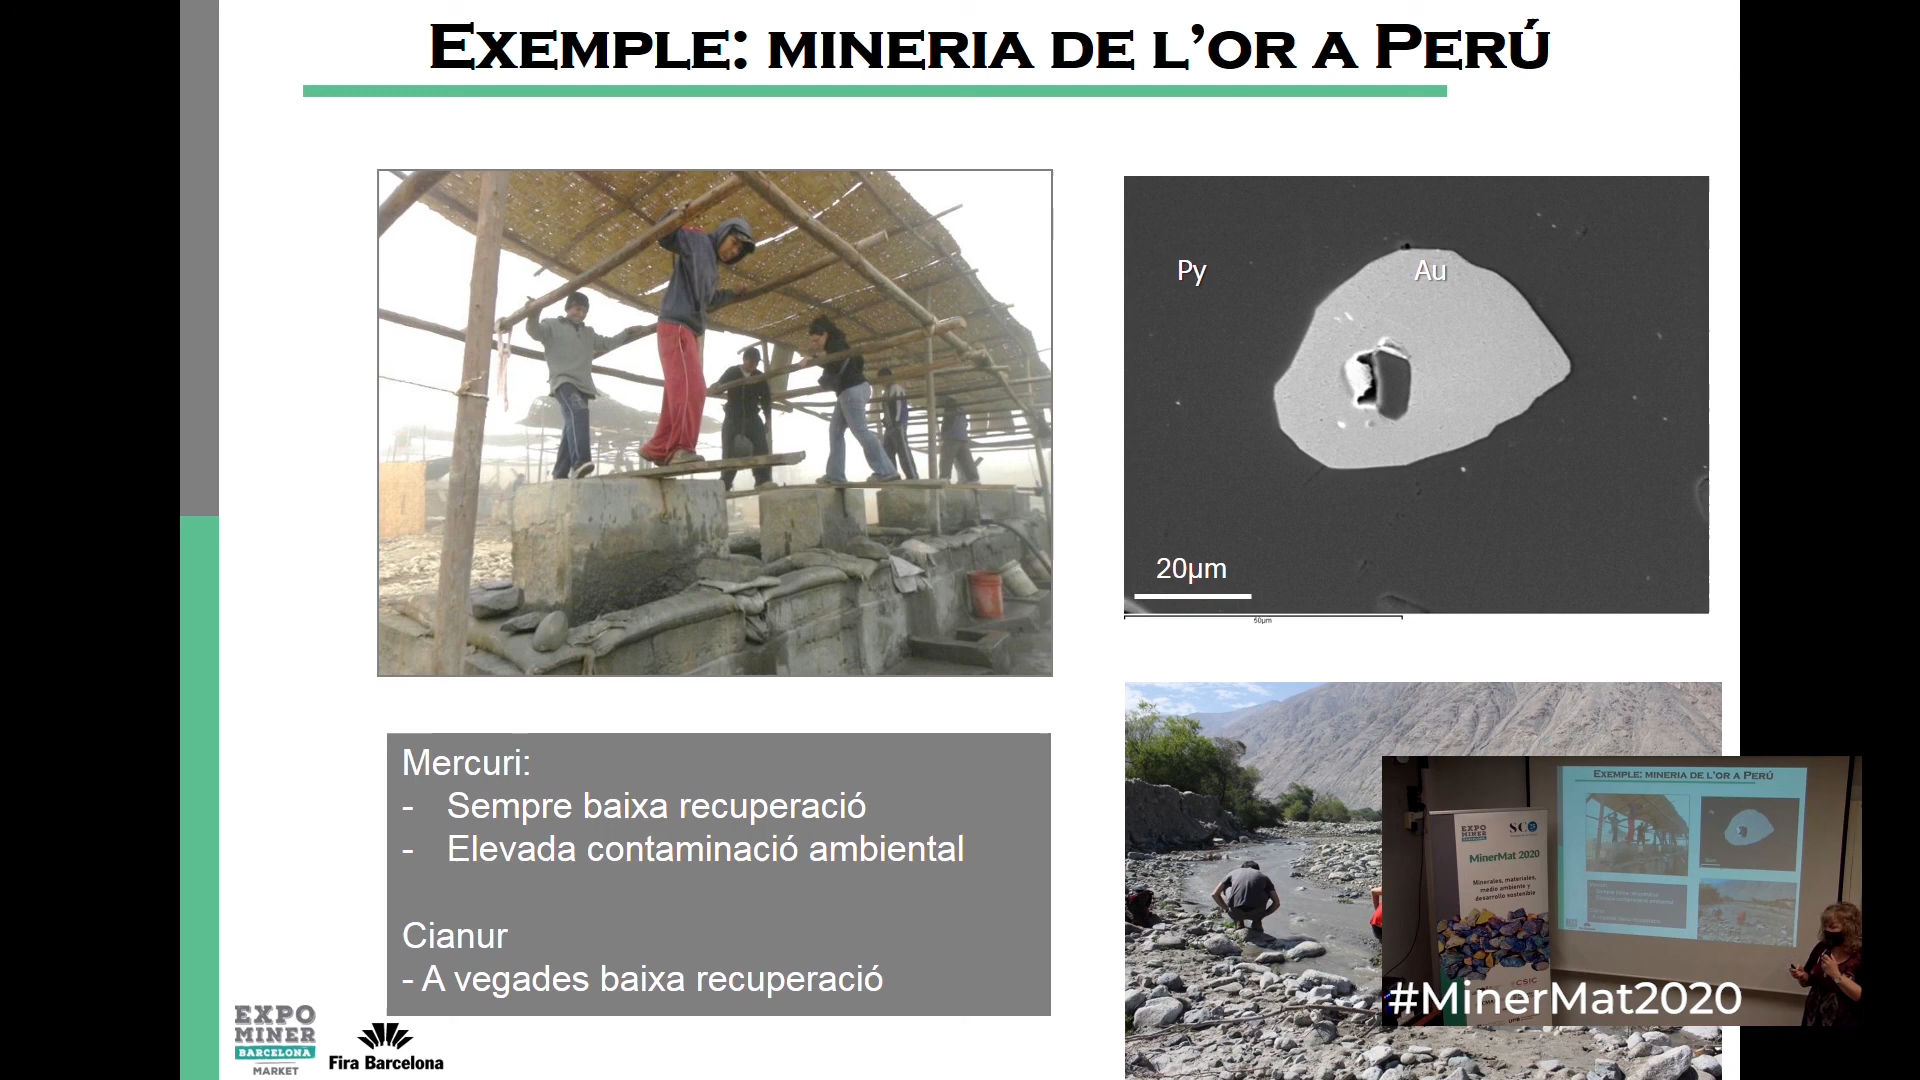 EXEMPLE: MINERIA DE L’OR A PERÚ
Py
Au
20µm
50µm
Mercuri:
- Sempre baixa recuperació
- Elevada contaminació ambiental
Cianur
- A vegades baixa recuperació
EXPO
MINER
BARCELONA
MARKET
Fira Barcelona
EXPO
MINER
MinerMat 2020
Minerales, materiales,
medio ambiente y
desarrollo sostenible
CSIC
EXEMPLE: MINERIA DE L’OR A PERÚ
#MinerMat2020